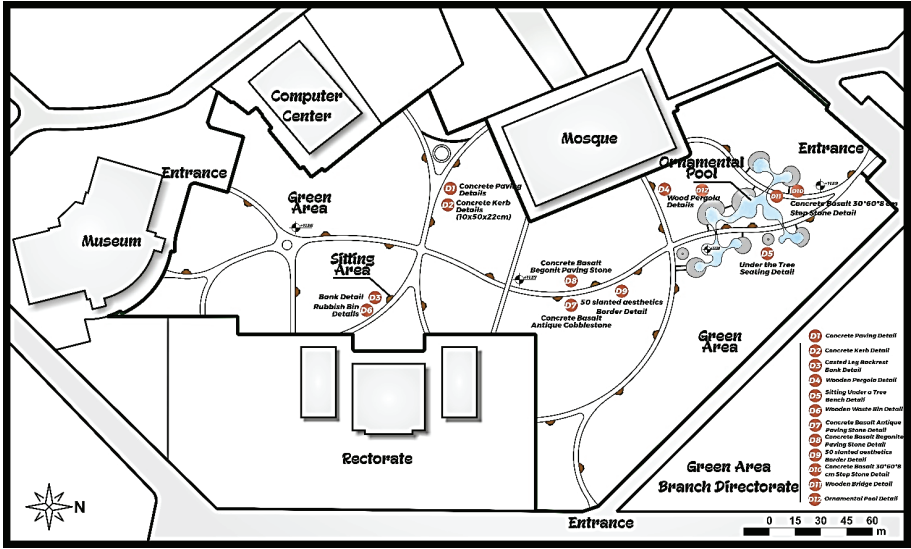 Computer
Center
Mosque
Entrance
Ornamental
Pool
Entrance
D1 Concrete Paving
Details
D2 Concrete Kerb
Details
(10x50x22cm)
D4
D12
Wood Pergola
Details
D11
D10
Concrete Basalt 30*60*8 cm
Step Stone Detail
Green
Area
Museum
Sitting
Area
D5
Under the Tree
Seating Detail
Concrete Basalt
Begonit Paving Stone
D8
Bank Detail D3
Rubbish Bin
Details D6
D9
50 slanted aesthetics
Border Detail
D7
Concrete Basalt
Antique Cobblestone
Green
Area
Rectorate
D1 Concrete Paving Detail
D2 Concrete Kerb Detail
D3 Casted Leg Backrest
Bank Detail
D4 Wooden Pergola Detail
D5 Sitting Under a Tree
Bench Detail
D6 Wooden Waste Bin Detail
D7 Concrete Basalt Antique
Paving Stone Detail
D8 Concrete Basalt Begonite
Paving Stone Detail
D9 50 slanted aesthetics
Border Detail
D10 Concrete Basalt 30*60*8
cm Step Stone Detail
D11 Wooden Bridge Detail
D12 Ornamental Pool Detail
Green Area
Branch Directorate
N
Entrance
0 15 30 45 60
m